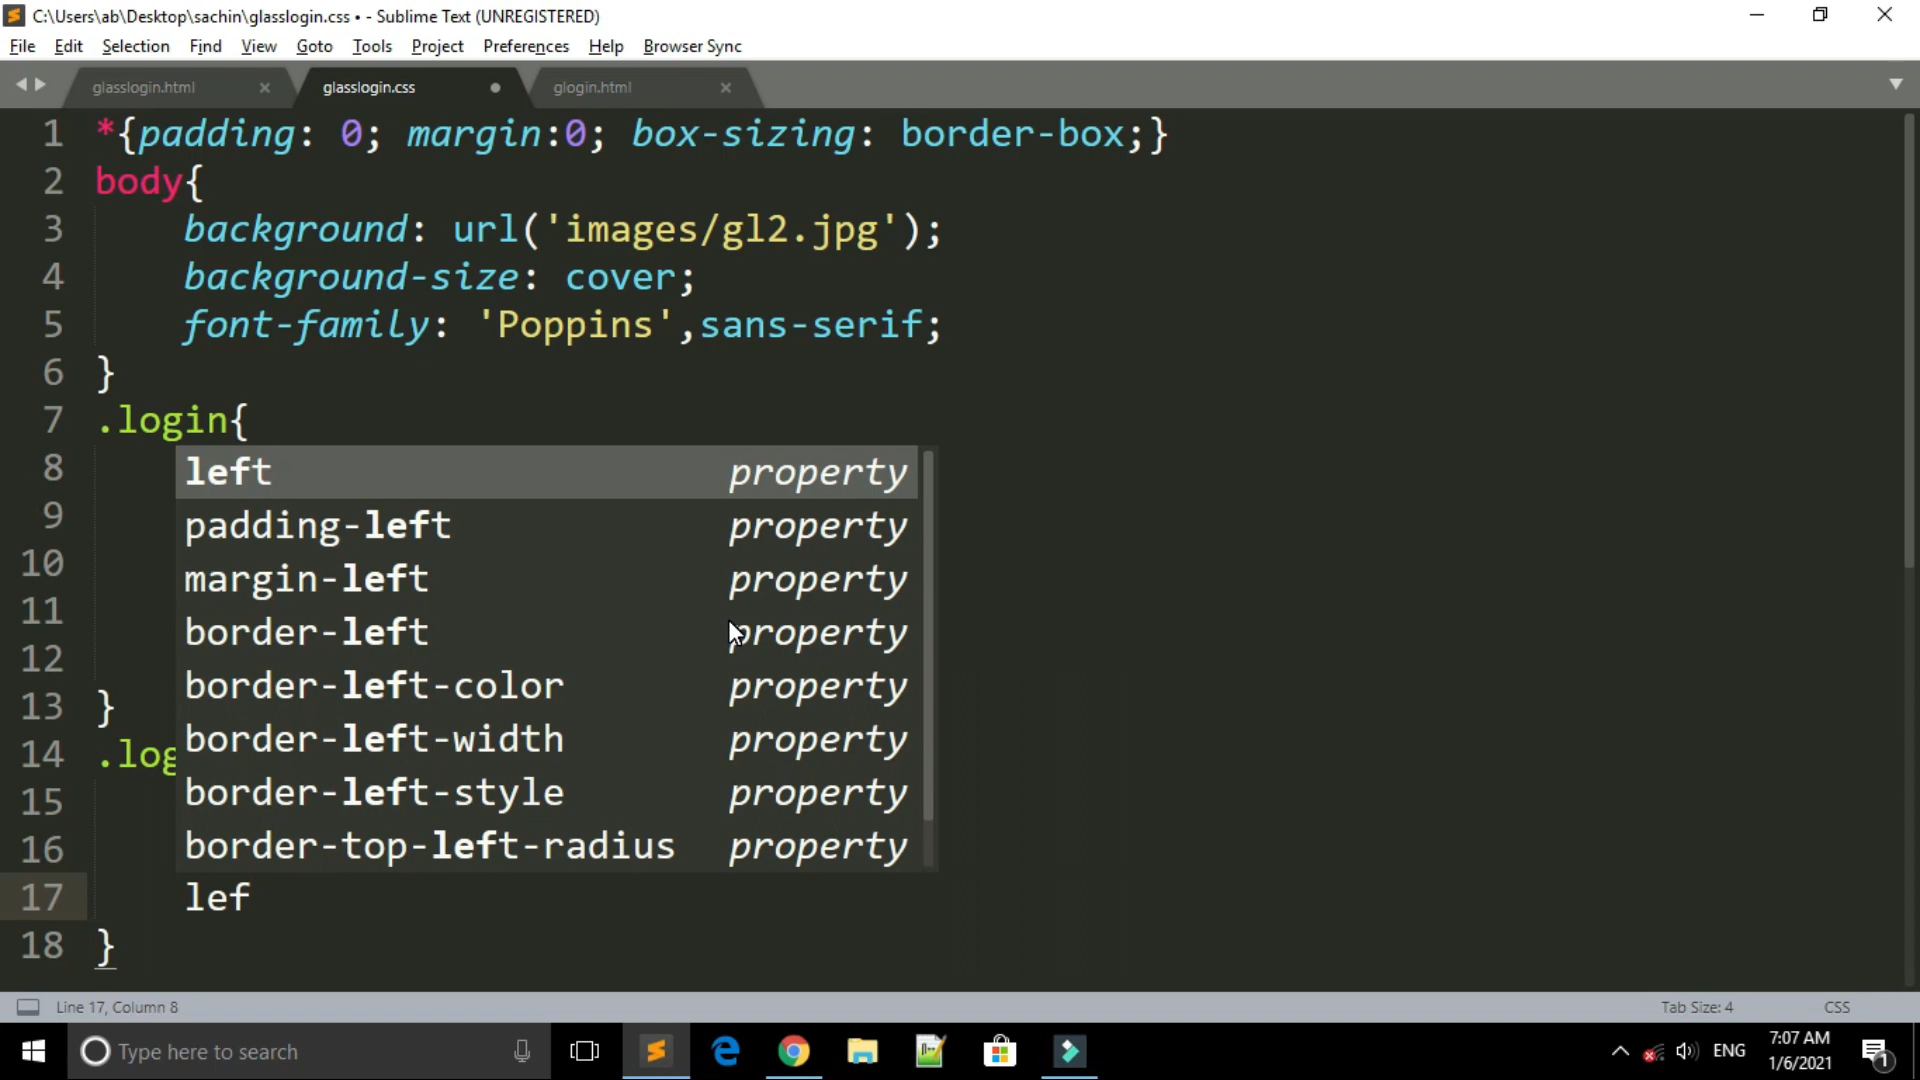 C:\Users\ab\Desktop\sachin\glasslogin.css • - Sublime Text (UNREGISTERED)
File Edit Selection Find View Goto Tools Project Preferences Help Browser Sync
glasslogin.html glasslogin.css glogin.html
1 *{padding: 0; margin:0; box-sizing: border-box;}
2 body{
3 background: url('images/gl2.jpg');
4 background-size: cover;
5 font-family: 'Poppins',sans-serif;
6 }
7 .login{
8 left property
9 padding-left property
10 margin-left property
11 border-left property
12 border-left-color property
13 }
14 .log border-left-width property
15 border-left-style property
16 border-top-left-radius property
17 lef
18 }
Line 17, Column 8 Tab Size: 4 CSS
Type here to search ENG 7:07 AM
1/6/2021 1